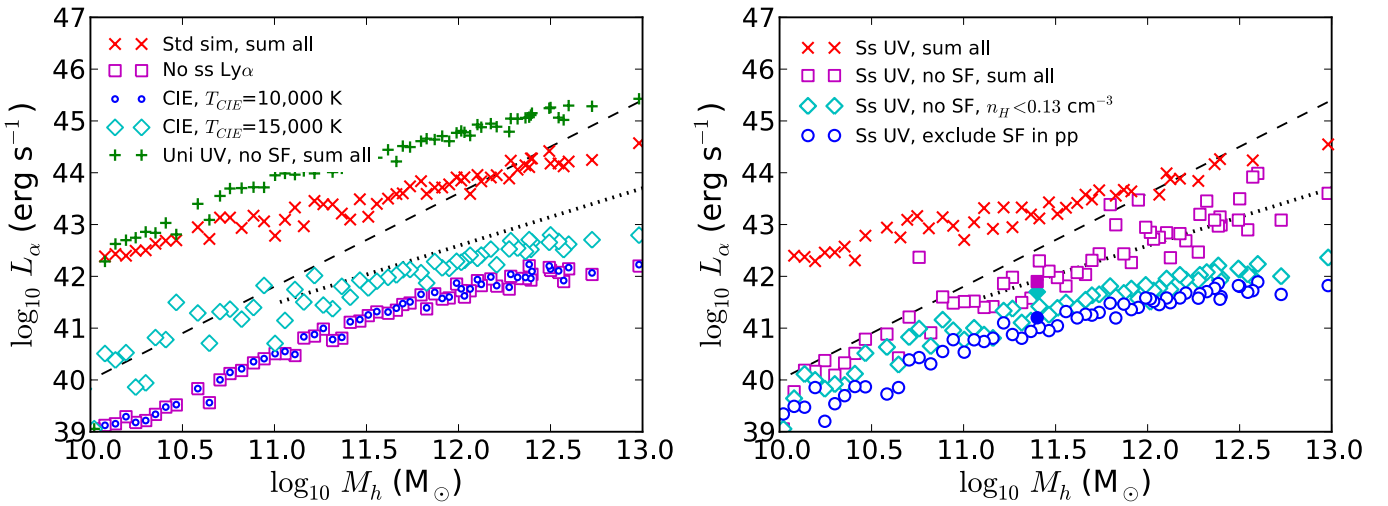 47
46
45
44
43
42
41
40
39
log₁₀ Lα (erg s⁻¹)
× × Std sim, sum all
No ss Lyα
CIE, T_CIE=10,000 K
CIE, T_CIE=15,000 K
+ + Uni UV, no SF, sum all
10.0 10.5 11.0 11.5 12.0 12.5 13.0
log₁₀ Mₕ (M☉)
47
46
45
44
43
42
41
40
39
log₁₀ Lα (erg s⁻¹)
× × Ss UV, sum all
Ss UV, no SF, sum all
Ss UV, no SF, n_H<0.13 cm⁻³
Ss UV, exclude SF in pp
10.0 10.5 11.0 11.5 12.0 12.5 13.0
log₁₀ Mₕ (M☉)